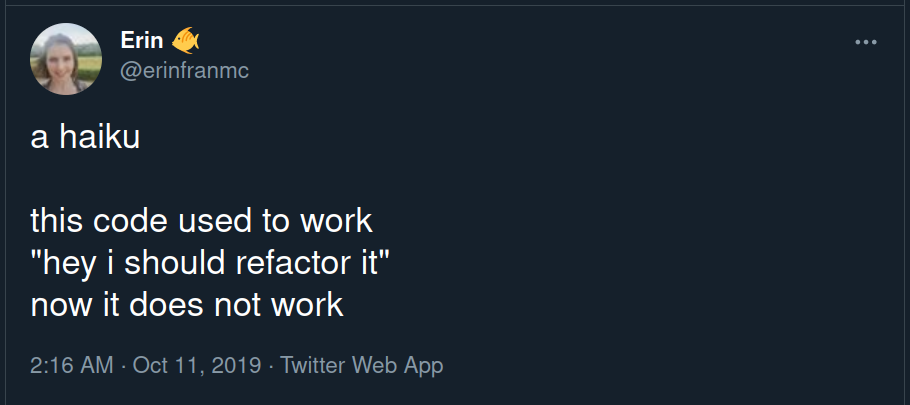 Erin 🐠
@erinfranmc
a haiku
this code used to work
"hey i should refactor it"
now it does not work
2:16 AM · Oct 11, 2019 · Twitter Web App